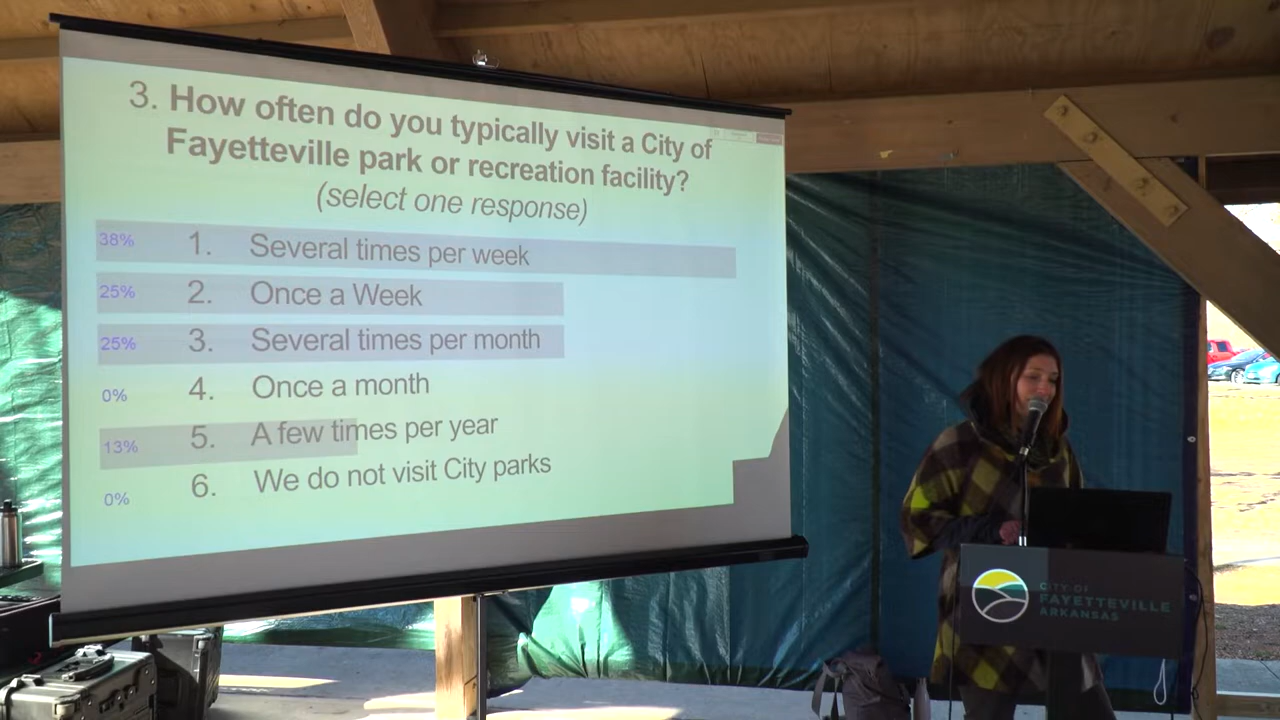 3. How often do you typically visit a City of
Fayetteville park or recreation facility?
(select one response)
38% 1. Several times per week
25% 2. Once a Week
25% 3. Several times per month
0% 4. Once a month
13% 5. A few times per year
0% 6. We do not visit City parks
CITY OF
FAYETTEVILLE
ARKANSAS